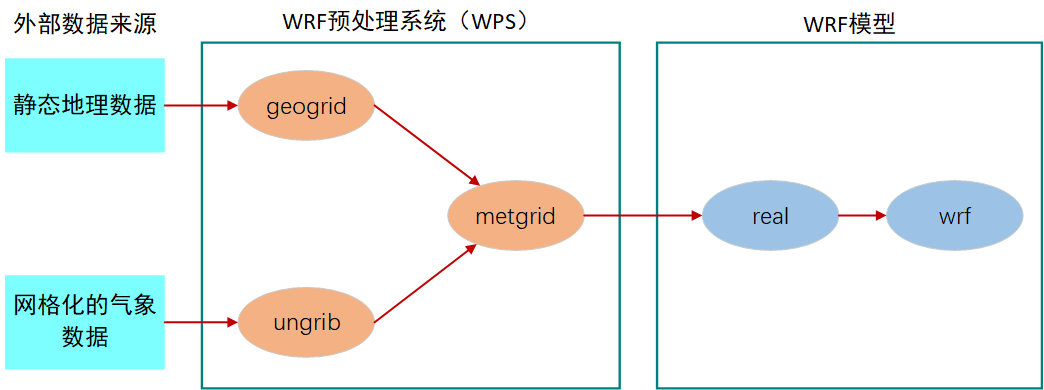 外部数据来源
WRF预处理系统（WPS）
WRF模型
静态地理数据
geogrid
metgrid
real
wrf
网格化的气象
数据
ungrib